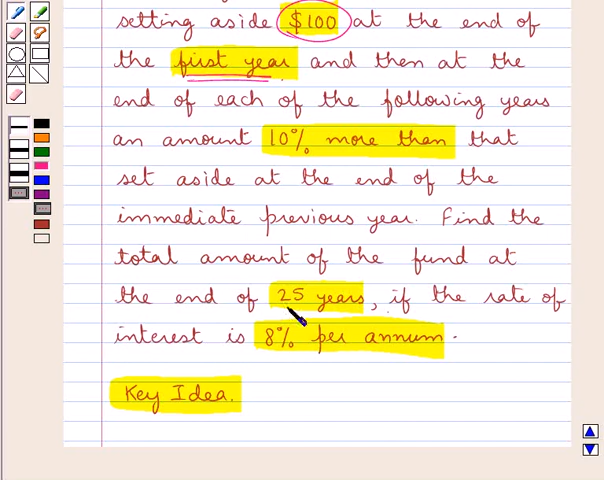 setting aside $100 at the end of
the first year and then at the
end of each of the following years
an amount 10% more than that
set aside at the end of the
immediate previous year. Find the
total amount of the fund at
the end of 25 years, if the rate of
interest is 8% per annum.
Key Idea.